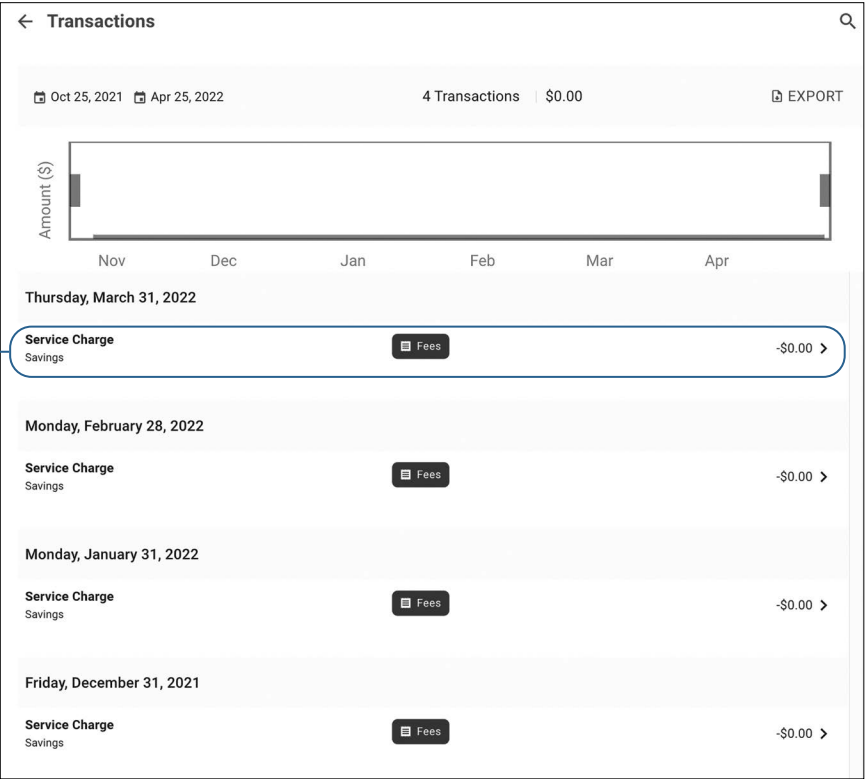 Transactions
Oct 25, 2021 Apr 25, 2022 4 Transactions $0.00 EXPORT
Amount ($)
Nov Dec Jan Feb Mar Apr
Thursday, March 31, 2022
Service Charge
Savings
Fees
-$0.00
Monday, February 28, 2022
Service Charge
Savings
Fees
-$0.00
Monday, January 31, 2022
Service Charge
Savings
Fees
-$0.00
Friday, December 31, 2021
Service Charge
Savings
Fees
-$0.00